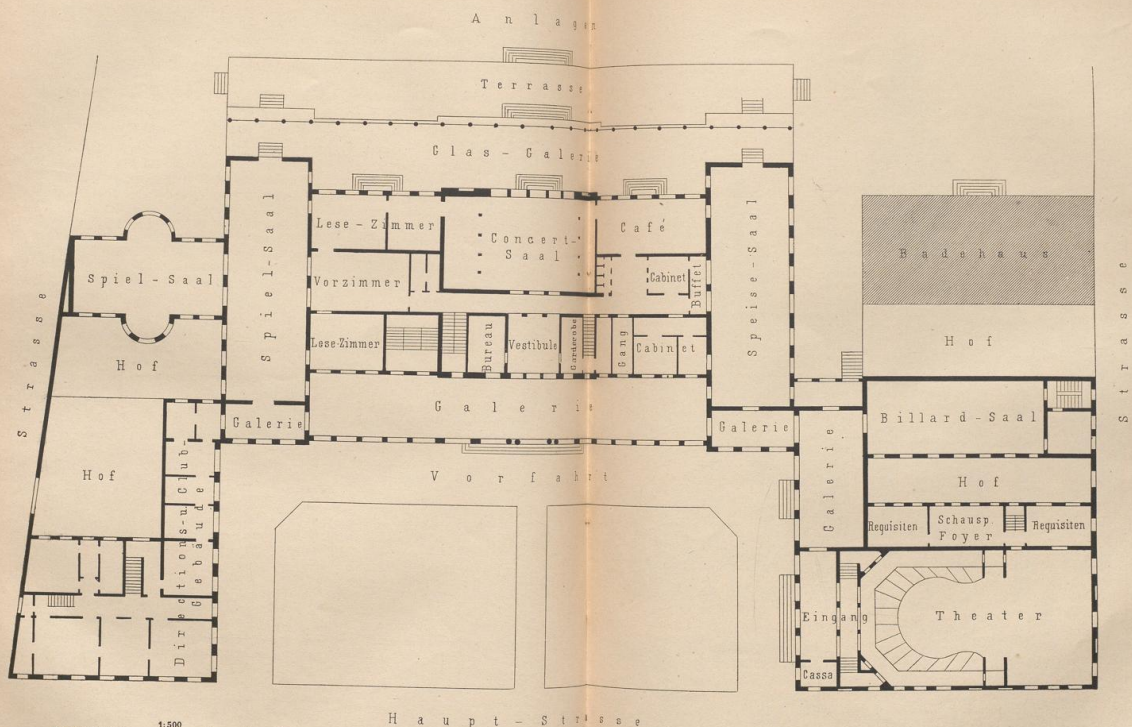 Anlagen
Terrasse
Glas-Galerie
Lese-Zimmer
Concert-
Saal
Café
Spiel-Saal
Spiel-Saal
Vorzimmer
Cabinet
Buffet
Speise-Saal
Badehaus
Strasse
Strasse
Hof
Lese-Zimmer
Bureau
Vestibule
Garderobe
Gang
Cabinet
Hof
Galerie
Galerie
Galerie
Billard-Saal
Hof
Vorfahrt
Galerie
Hof
Directions-u-Club-
Gebäude
Requisiten
Schausp.
Foyer
Requisiten
Eingang
Theater
Cassa
1:500
Haupt-Strasse